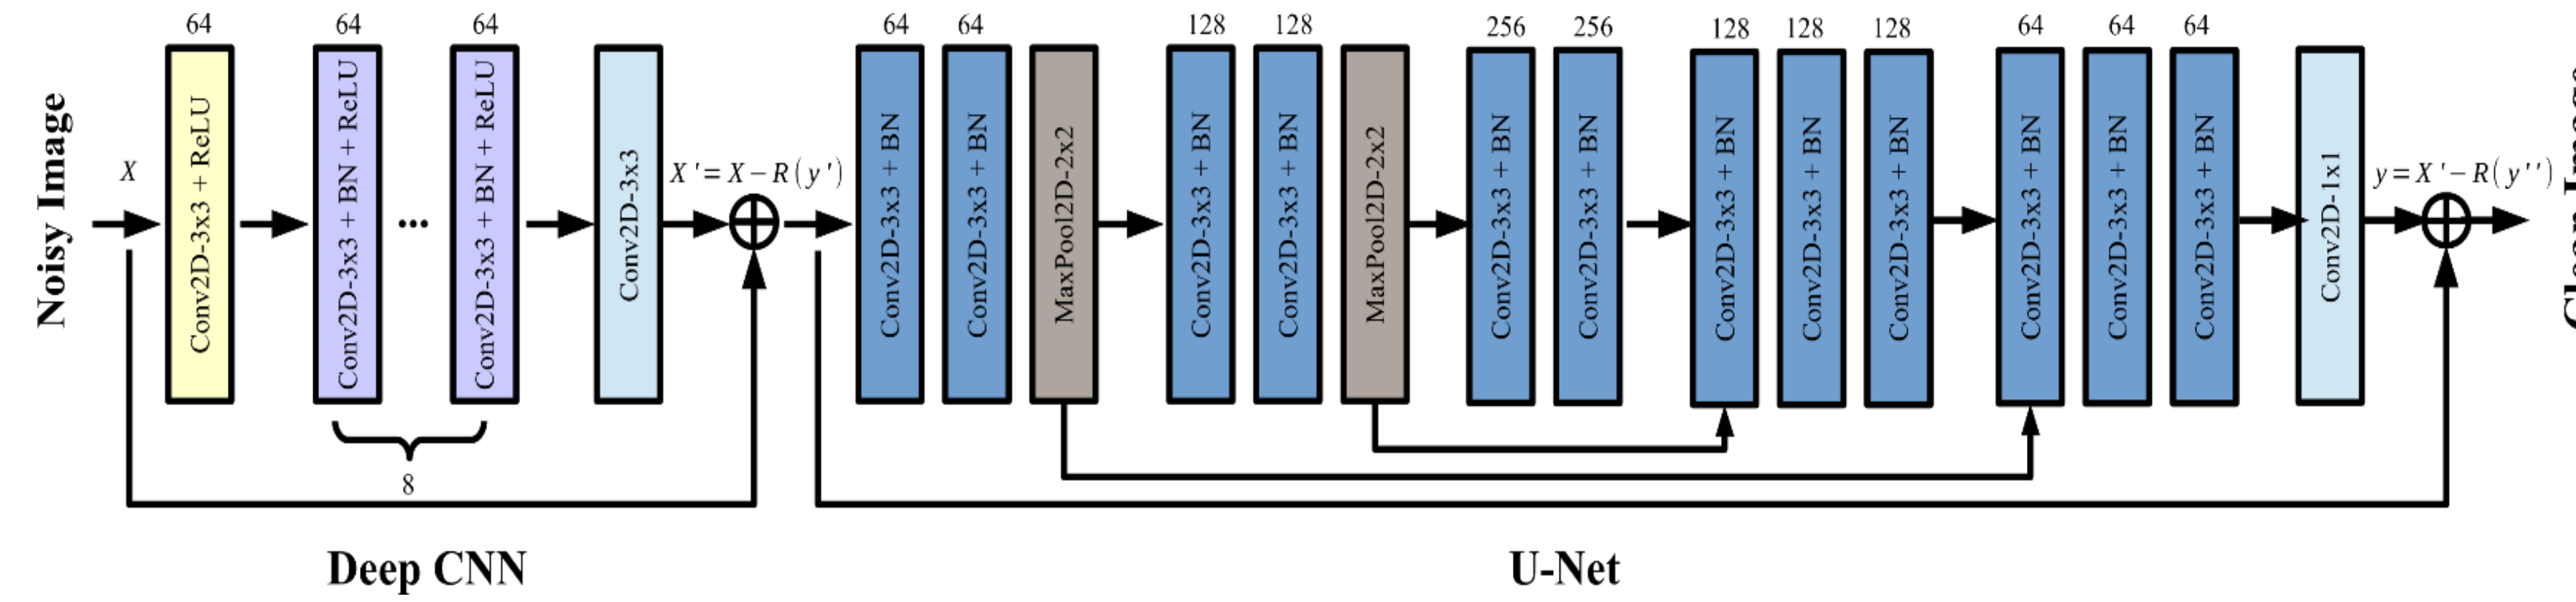 64
64
64
64
64
128
128
256
256
128
128
128
64
64
64
Noisy Image
X
Conv2D-3x3 + ReLU
Conv2D-3x3 + BN + ReLU
...
Conv2D-3x3 + BN + ReLU
Conv2D-3x3
X'=X−R(y')
Conv2D-3x3 + BN
Conv2D-3x3 + BN
MaxPool2D-2x2
Conv2D-3x3 + BN
Conv2D-3x3 + BN
MaxPool2D-2x2
Conv2D-3x3 + BN
Conv2D-3x3 + BN
Conv2D-3x3 + BN
Conv2D-3x3 + BN
Conv2D-3x3 + BN
Conv2D-3x3 + BN
Conv2D-3x3 + BN
Conv2D-3x3 + BN
Conv2D-1x1
y=X'−R(y'')
8
Deep CNN
U-Net